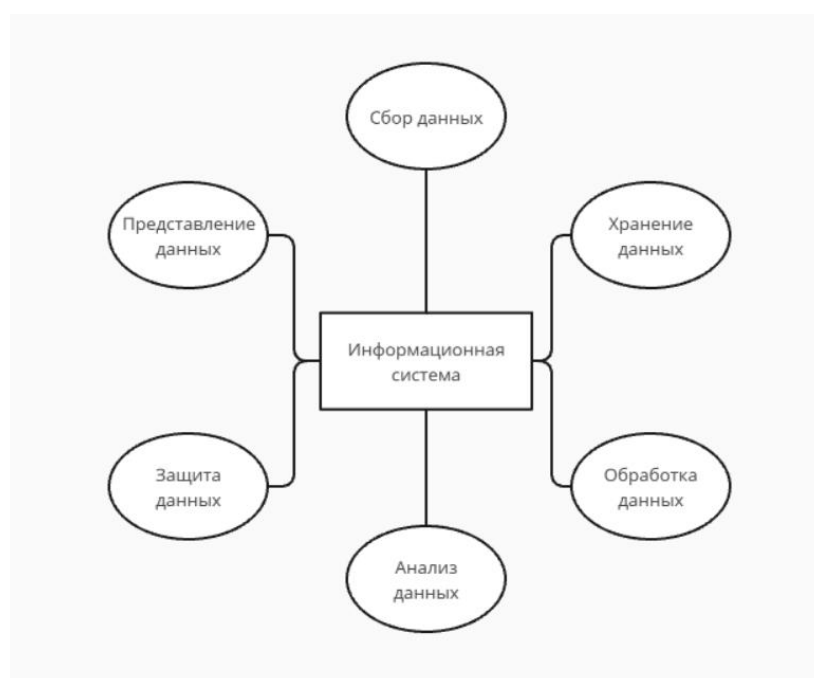 Сбор данных
Представление
данных
Хранение
данных
Информационная
система
Защита
данных
Обработка
данных
Анализ
данных